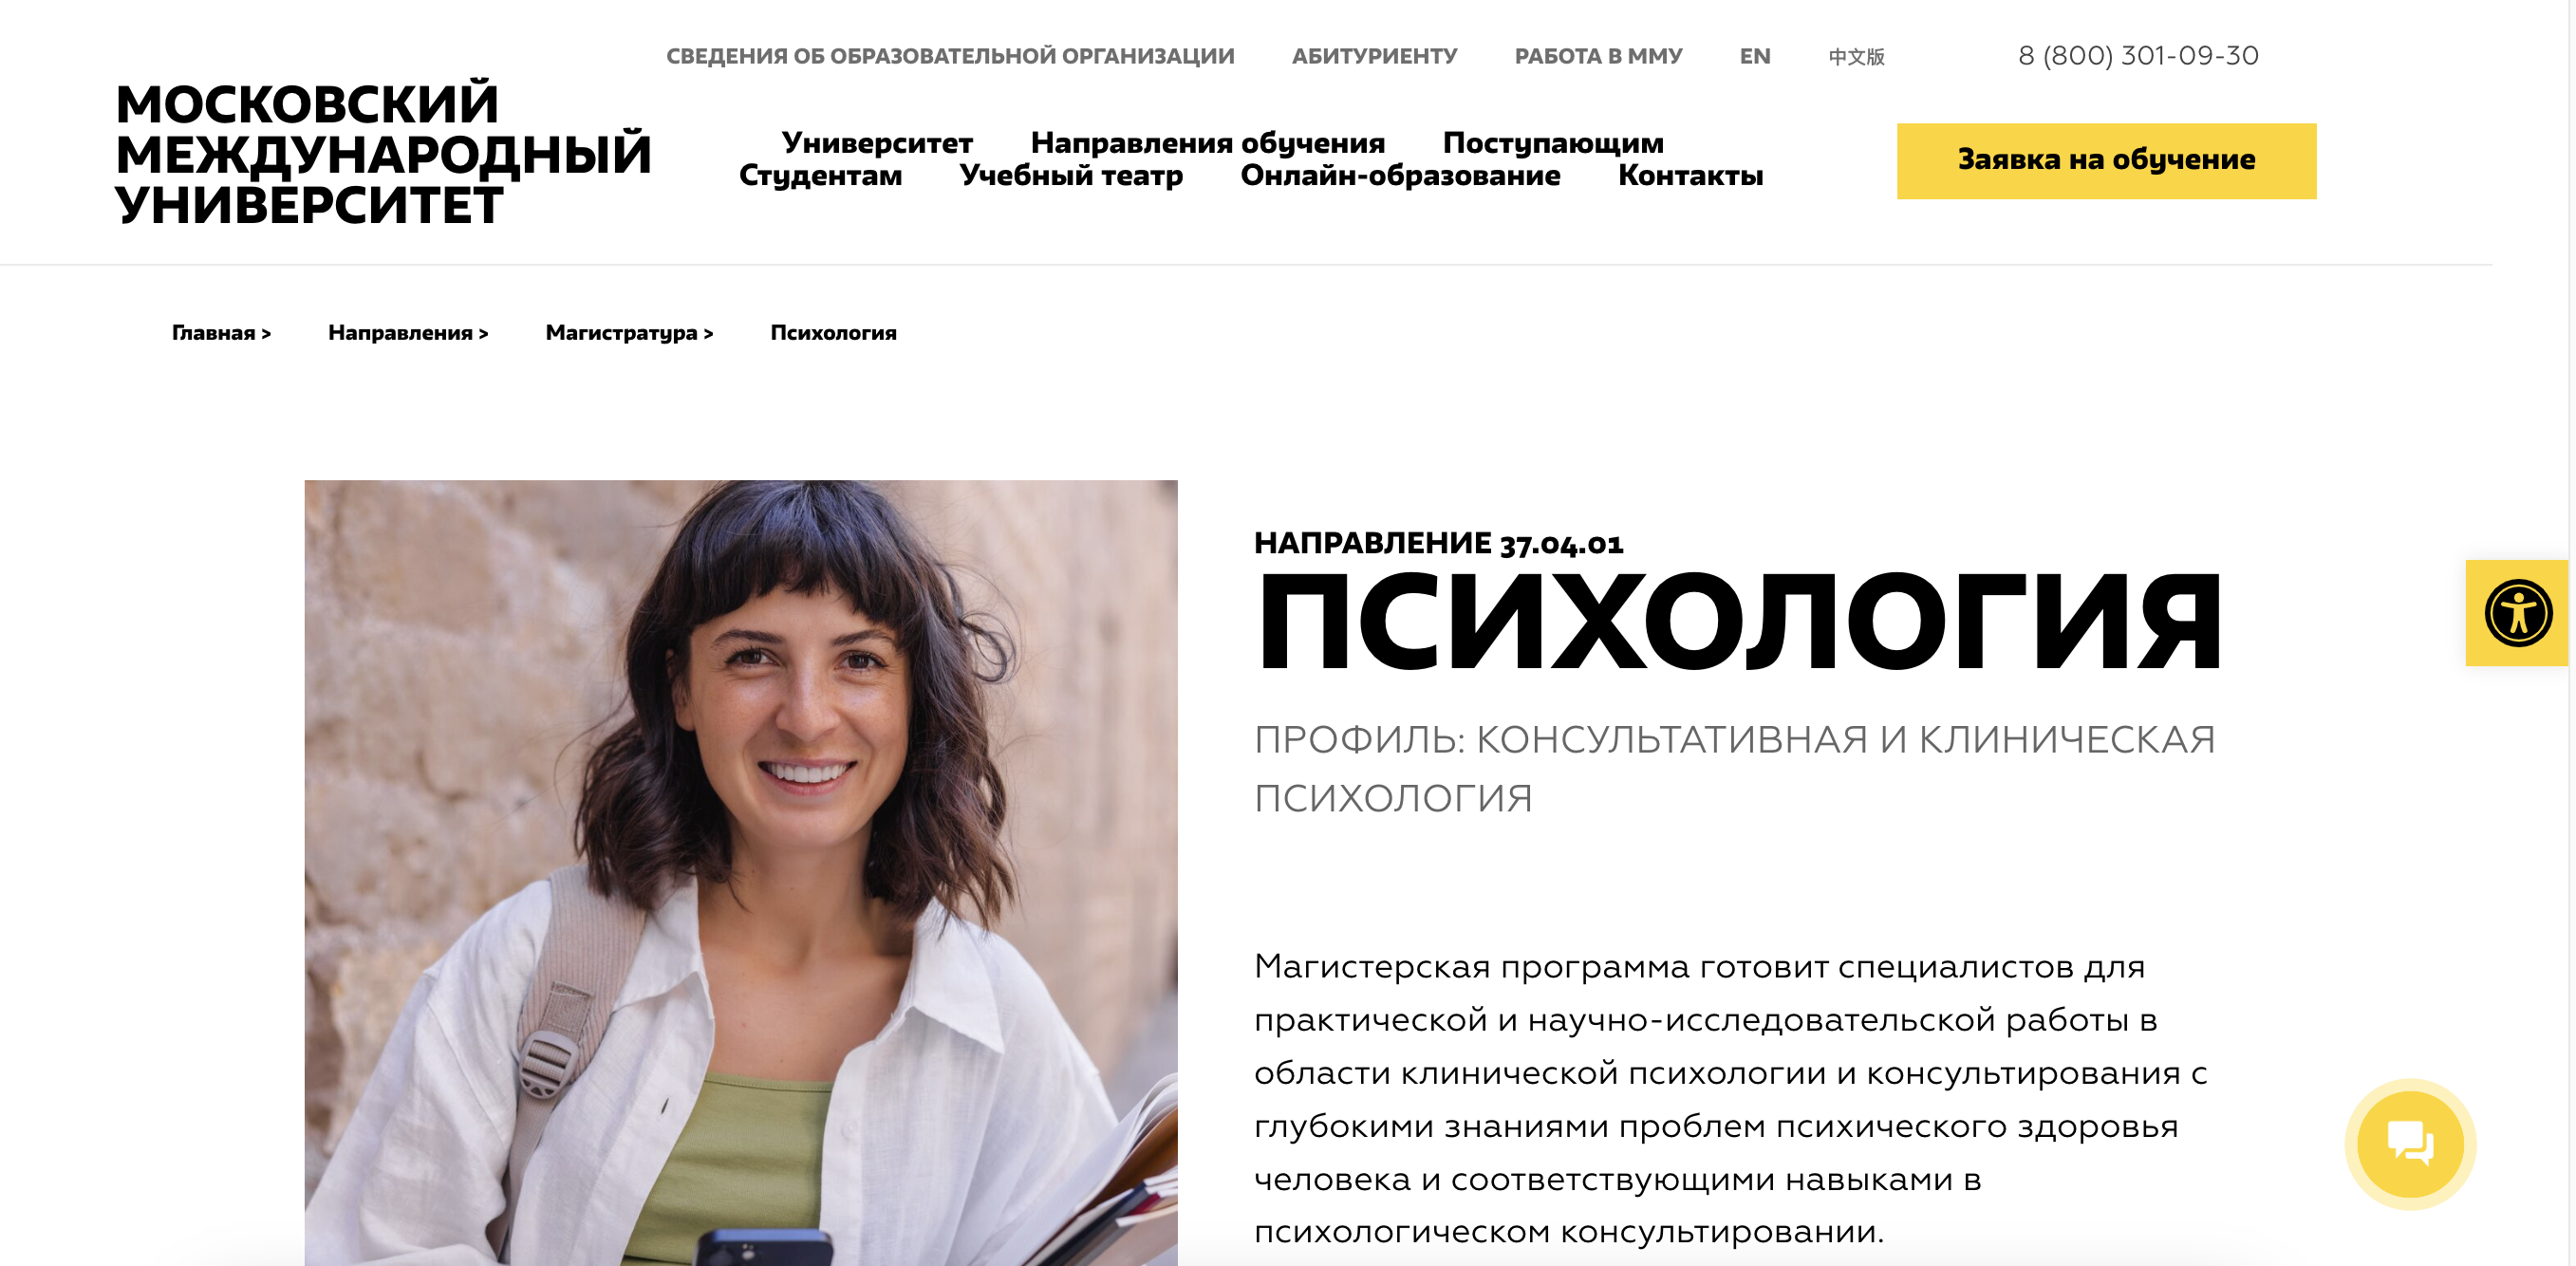 СВЕДЕНИЯ ОБ ОБРАЗОВАТЕЛЬНОЙ ОРГАНИЗАЦИИ АБИТУРИЕНТУ РАБОТА В ММУ EN 中文版 8 (800) 301-09-30
МОСКОВСКИЙ
МЕЖДУНАРОДНЫЙ
УНИВЕРСИТЕТ
Университет Направления обучения Поступающим
Студентам Учебный театр Онлайн-образование Контакты
Заявка на обучение
Главная > Направления > Магистратура > Психология
НАПРАВЛЕНИЕ 37.04.01
ПСИХОЛОГИЯ
ПРОФИЛЬ: КОНСУЛЬТАТИВНАЯ И КЛИНИЧЕСКАЯ
ПСИХОЛОГИЯ
Магистерская программа готовит специалистов для
практической и научно-исследовательской работы в
области клинической психологии и консультирования с
глубокими знаниями проблем психического здоровья
человека и соответствующими навыками в
психологическом консультировании.